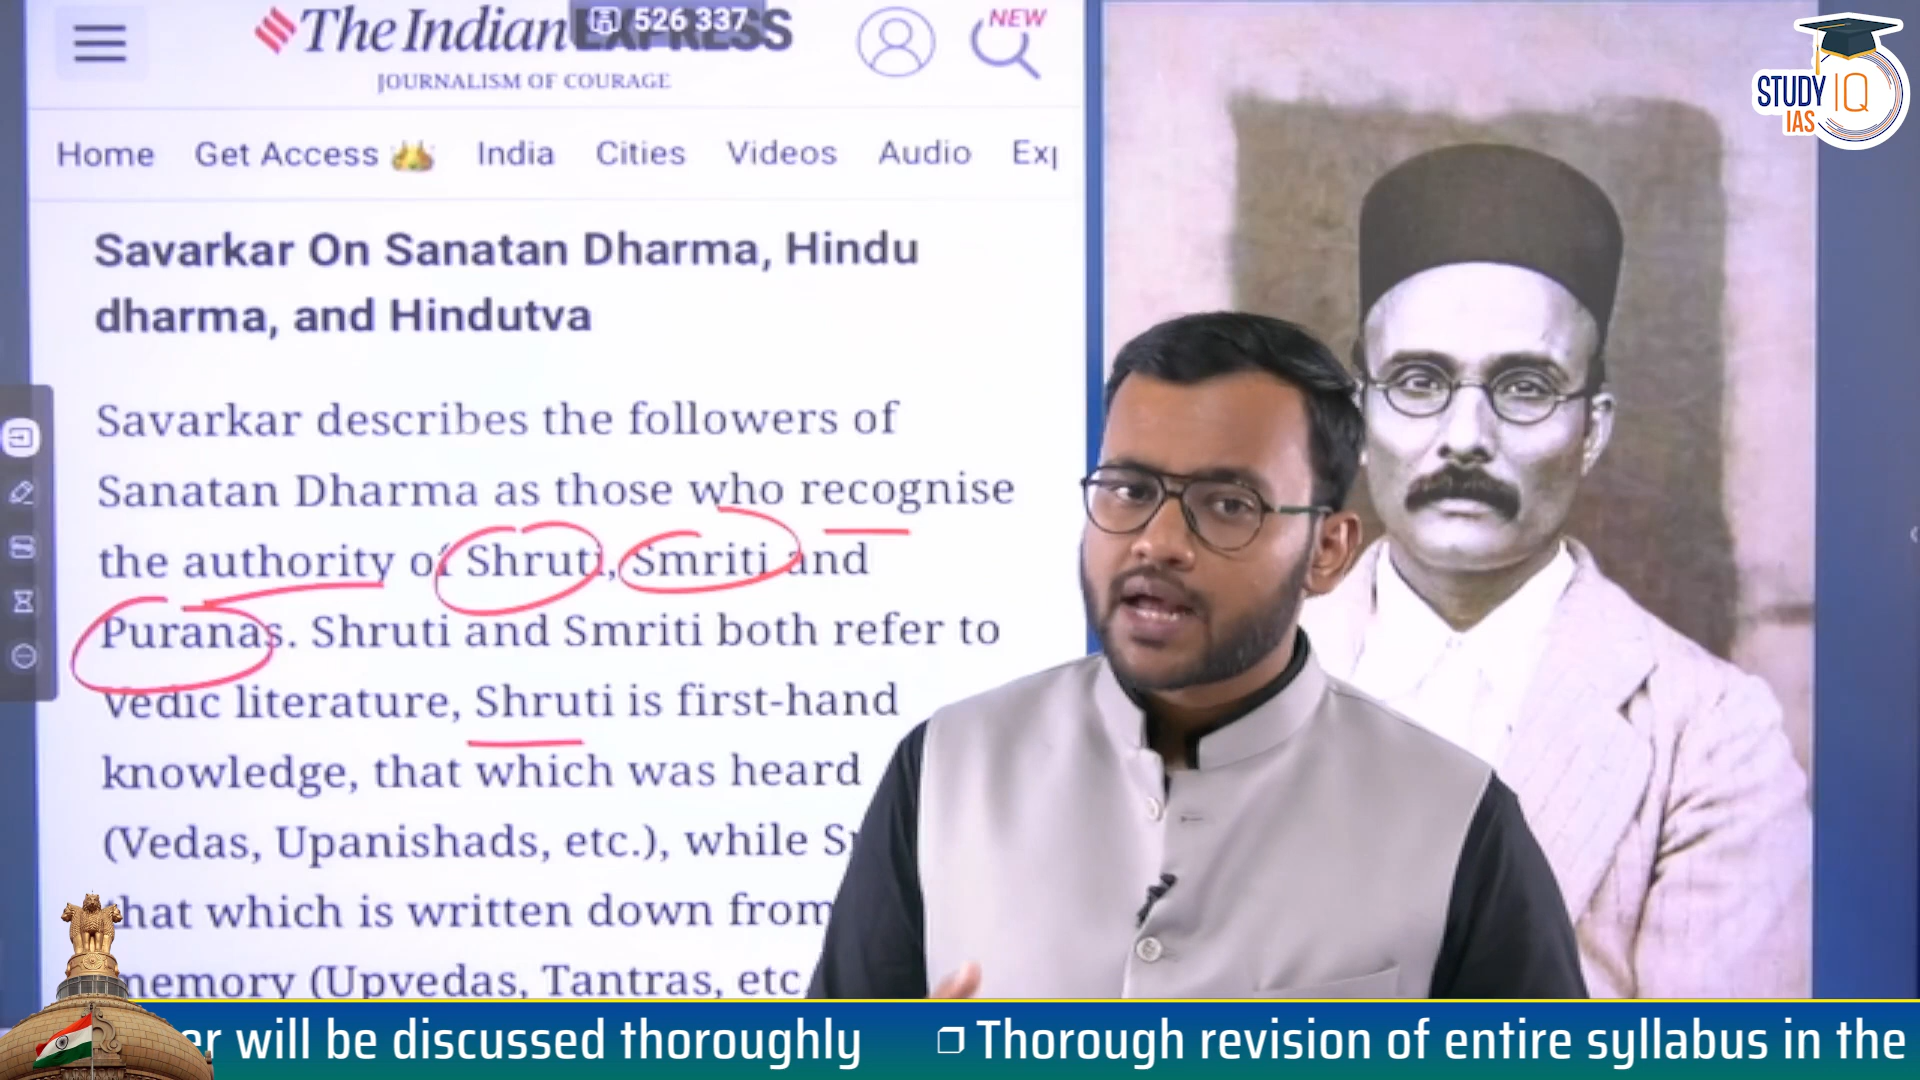 The Indian EXPRESS
526 337
JOURNALISM OF COURAGE
NEW
STUDY IQ
IAS
Home Get Access India Cities Videos Audio Exp
Savarkar On Sanatan Dharma, Hindu
dharma, and Hindutva
Savarkar describes the followers of
Sanatan Dharma as those who recognise
the authority of Shruti, Smriti and
Puranas. Shruti and Smriti both refer to
Vedic literature, Shruti is first-hand
knowledge, that which was heard
(Vedas, Upanishads, etc.), while
that which is written down from
memory (Upvedas, Tantras, etc.
er will be discussed thoroughly
Thorough revision of entire syllabus in the